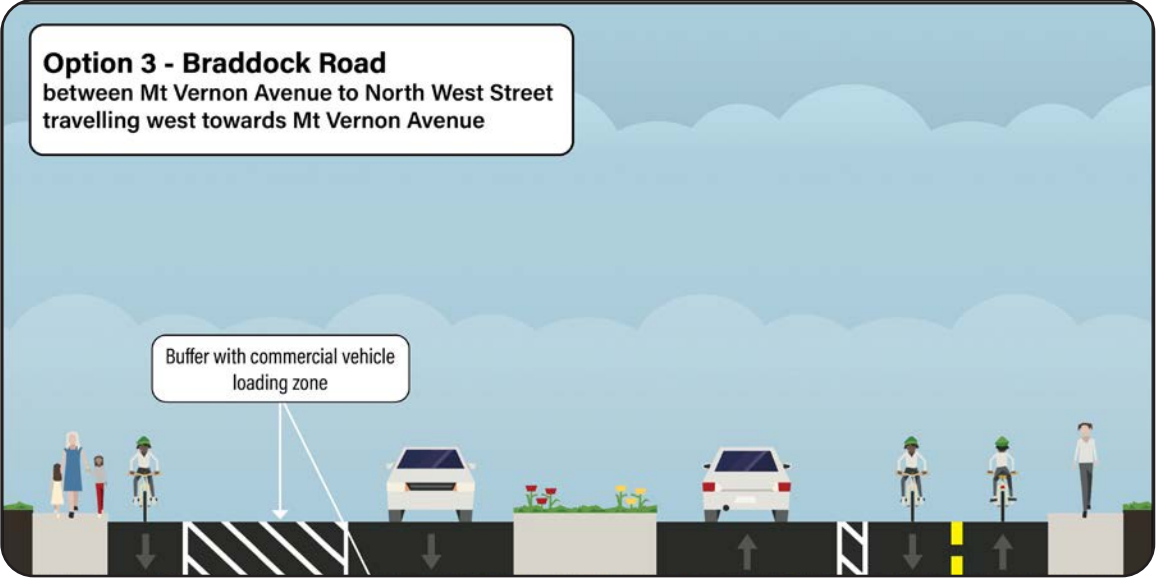 Option 3 - Braddock Road
between Mt Vernon Avenue to North West Street
travelling west towards Mt Vernon Avenue
Buffer with commercial vehicle
loading zone